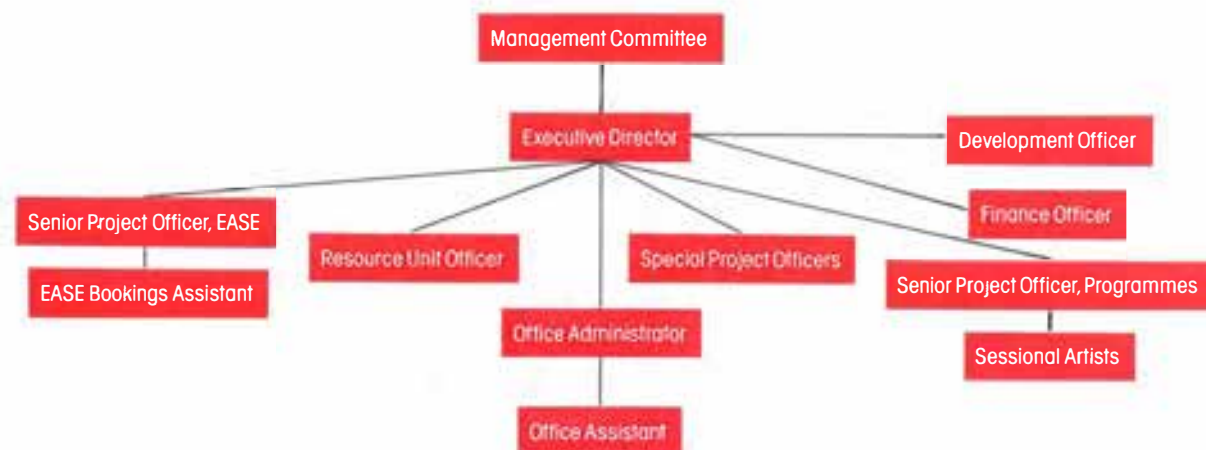 Management Committee
Executive Director
Development Officer
Senior Project Officer, EASE
Finance Officer
Resource Unit Officer
Special Project Officers
EASE Bookings Assistant
Senior Project Officer, Programmes
Office Administrator
Sessional Artists
Office Assistant